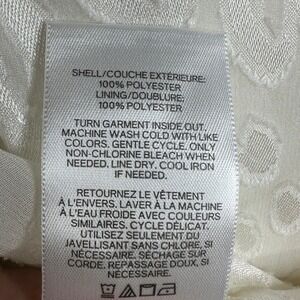 SHELL/COUCHE EXTÉRIEURE:
100% POLYESTER
LINING/DOUBLURE:
100% POLYESTER
TURN GARMENT INSIDE OUT.
MACHINE WASH COLD WITH LIKE
COLORS. GENTLE CYCLE. ONLY
NON-CHLORINE BLEACH WHEN
NEEDED. LINE DRY. COOL IRON
IF NEEDED.
RETOURNEZ LE VÊTEMENT
À L'ENVERS. LAVER À LA MACHINE
À L'EAU FROIDE AVEC COULEURS
SIMILAIRES. CYCLE DÉLICAT.
UTILISEZ SEULEMENT DU
JAVELLISANT SANS CHLORE, SI
NÉCESSAIRE. SÉCHAGE SUR
CORDE. REPASSAGE DOUX, SI
NÉCESSAIRE.